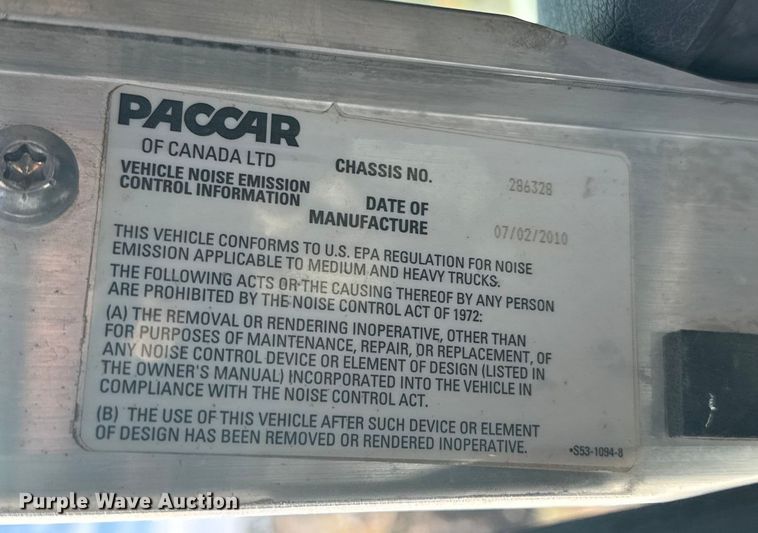 PACCAR
OF CANADA LTD
VEHICLE NOISE EMISSION
CONTROL INFORMATION
CHASSIS NO. 286328
DATE OF
MANUFACTURE 07/02/2010
THIS VEHICLE CONFORMS TO U.S. EPA REGULATION FOR NOISE
EMISSION APPLICABLE TO MEDIUM AND HEAVY TRUCKS.
THE FOLLOWING ACTS OR THE CAUSING THEREOF BY ANY PERSON
ARE PROHIBITED BY THE NOISE CONTROL ACT OF 1972:
(A) THE REMOVAL OR RENDERING INOPERATIVE, OTHER THAN
FOR PURPOSES OF MAINTENANCE, REPAIR, OR REPLACEMENT, OF
ANY NOISE CONTROL DEVICE OR ELEMENT OF DESIGN (LISTED IN
THE OWNER'S MANUAL) INCORPORATED INTO THE VEHICLE IN
COMPLIANCE WITH THE NOISE CONTROL ACT.
(B) THE USE OF THIS VEHICLE AFTER SUCH DEVICE OR ELEMENT
OF DESIGN HAS BEEN REMOVED OR RENDERED INOPERATIVE.
*S53-1094-8
Purple Wave Auction